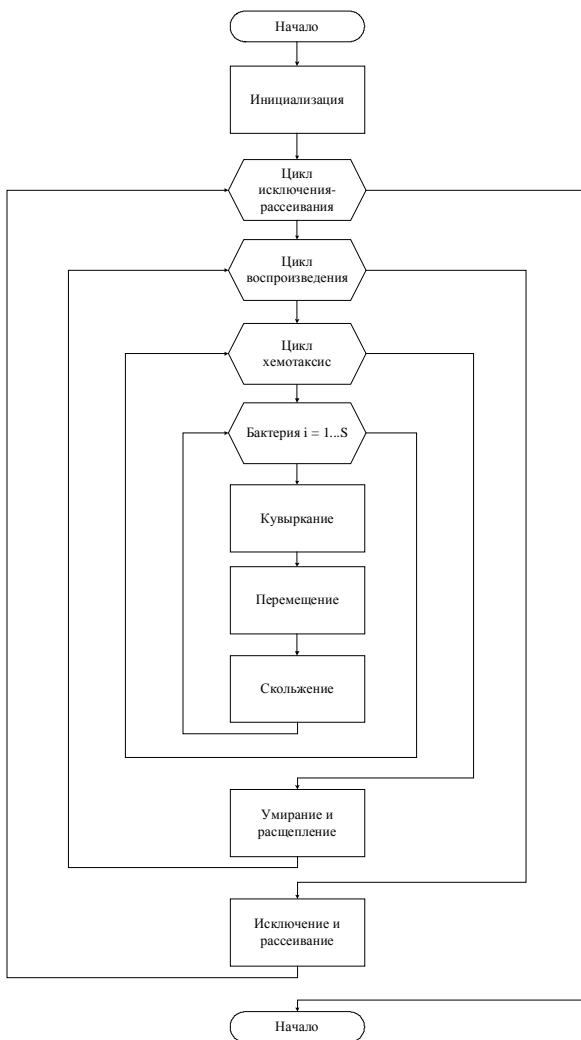 Начало
Инициализация
Цикл
исключения-
рассеивания
Цикл
воспроизведения
Цикл
хемотаксис
Бактерия i = 1...S
Кувыркание
Перемещение
Скольжение
Умирание и
расщепление
Исключение и
рассеивание
Начало